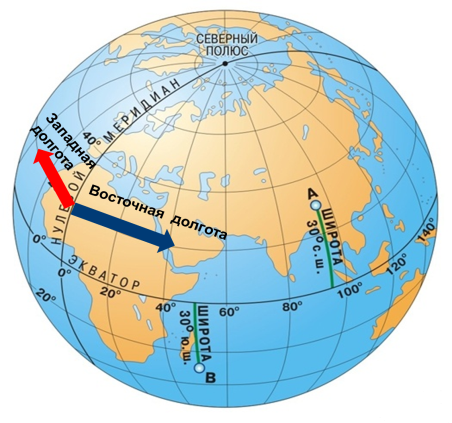 СЕВЕРНЫЙ
ПОЛЮС
НУЛЕВОЙ МЕРИДИАН
40°
Западная
долгота
Восточная долгота
A
ШИРОТА
30°с.ш.
0°
ЭКВАТОР
20°
0°
20°
40°
60°
100°
120°
140°
ШИРОТА
30°ю.ш.
B